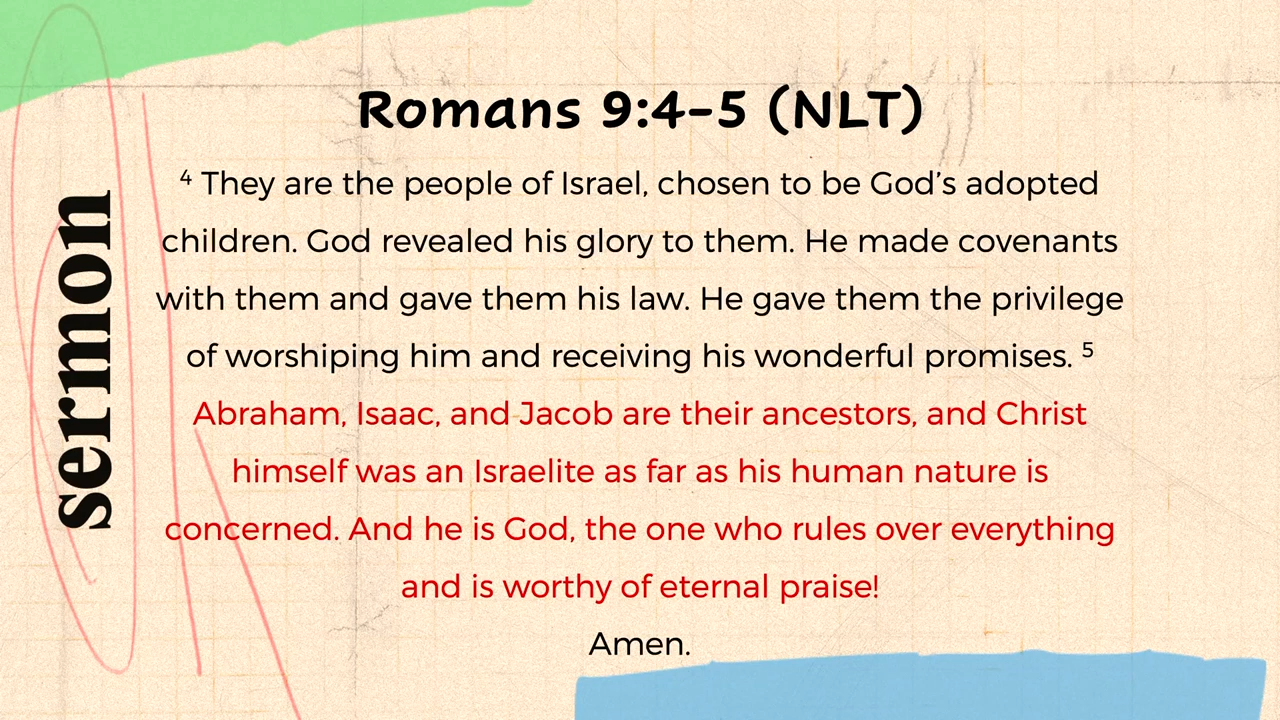 sermon
Romans 9:4-5 (NLT)
⁴ They are the people of Israel, chosen to be God’s adopted
children. God revealed his glory to them. He made covenants
with them and gave them his law. He gave them the privilege
of worshiping him and receiving his wonderful promises. ⁵
Abraham, Isaac, and Jacob are their ancestors, and Christ
himself was an Israelite as far as his human nature is
concerned. And he is God, the one who rules over everything
and is worthy of eternal praise!
Amen.